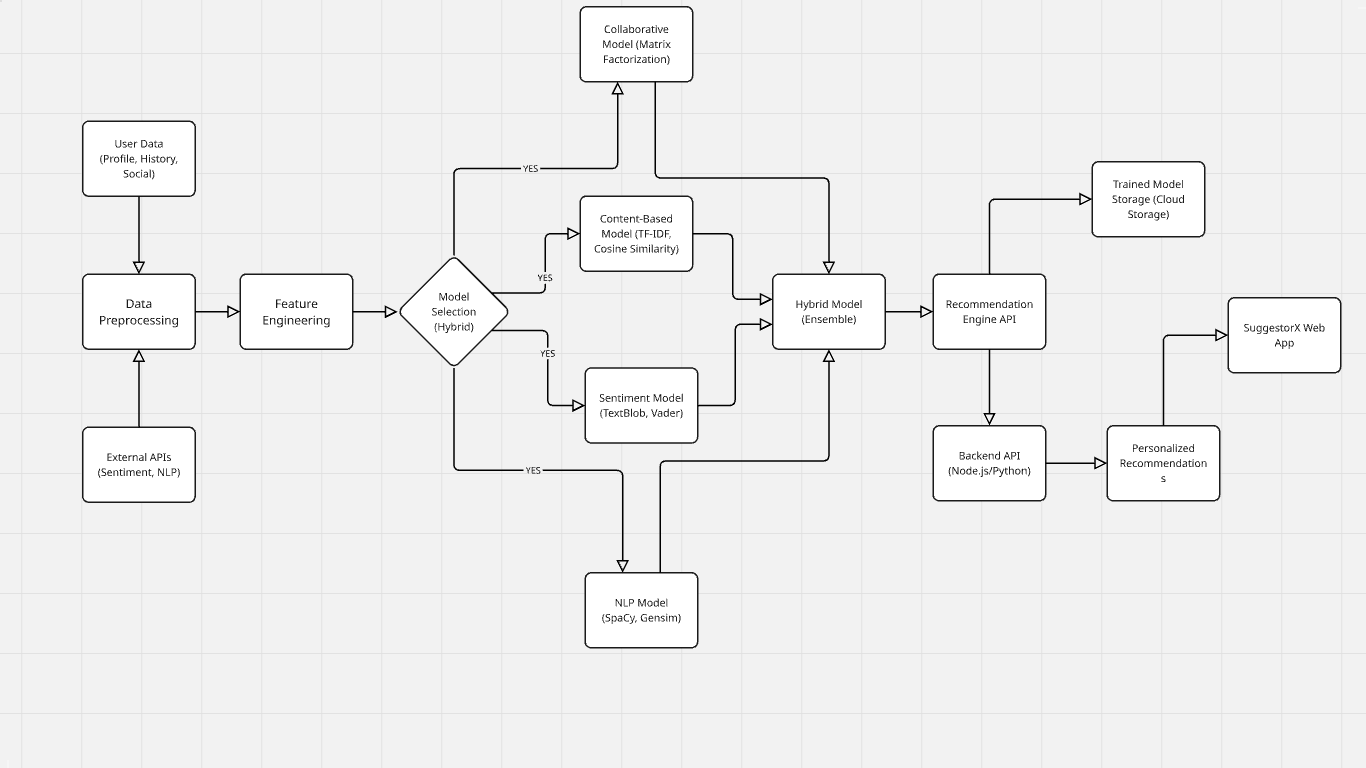 Collaborative
Model (Matrix
Factorization)
User Data
(Profile, History,
Social)
YES
Trained Model
Storage (Cloud
Storage)
Content-Based
Model (TF-IDF,
Cosine Similarity)
YES
Data
Preprocessing
Feature
Engineering
Model
Selection
(Hybrid)
Hybrid Model
(Ensemble)
Recommendation
Engine API
SuggestorX Web
App
YES
Sentiment Model
(TextBlob, Vader)
External APIs
(Sentiment, NLP)
YES
Backend API
(Node.js/Python)
Personalized
Recommendation
s
NLP Model
(SpaCy, Gensim)